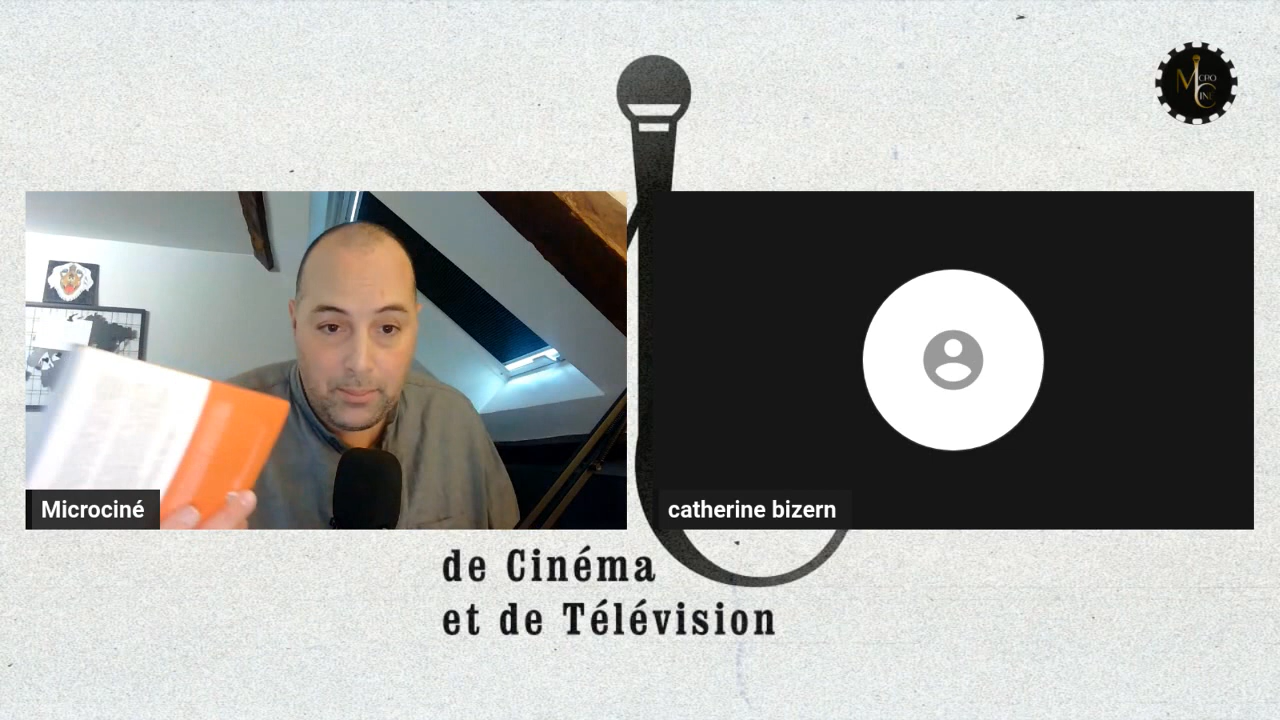 Microciné
catherine bizern
de Cinéma
et de Télévision